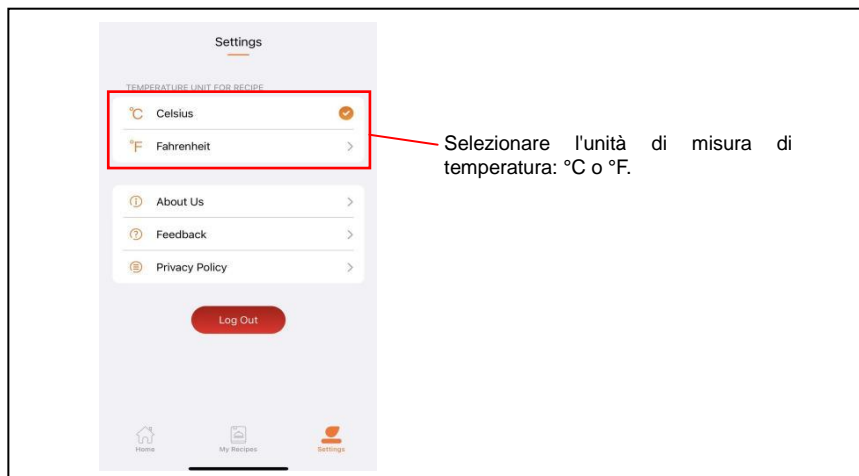 Settings
TEMPERATURE UNIT FOR RECIPE
°C Celsius
°F Fahrenheit
Selezionare l'unità di misura di
temperatura: °C o °F.
About Us
Feedback
Privacy Policy
Log Out
Home
My Recipes
Settings